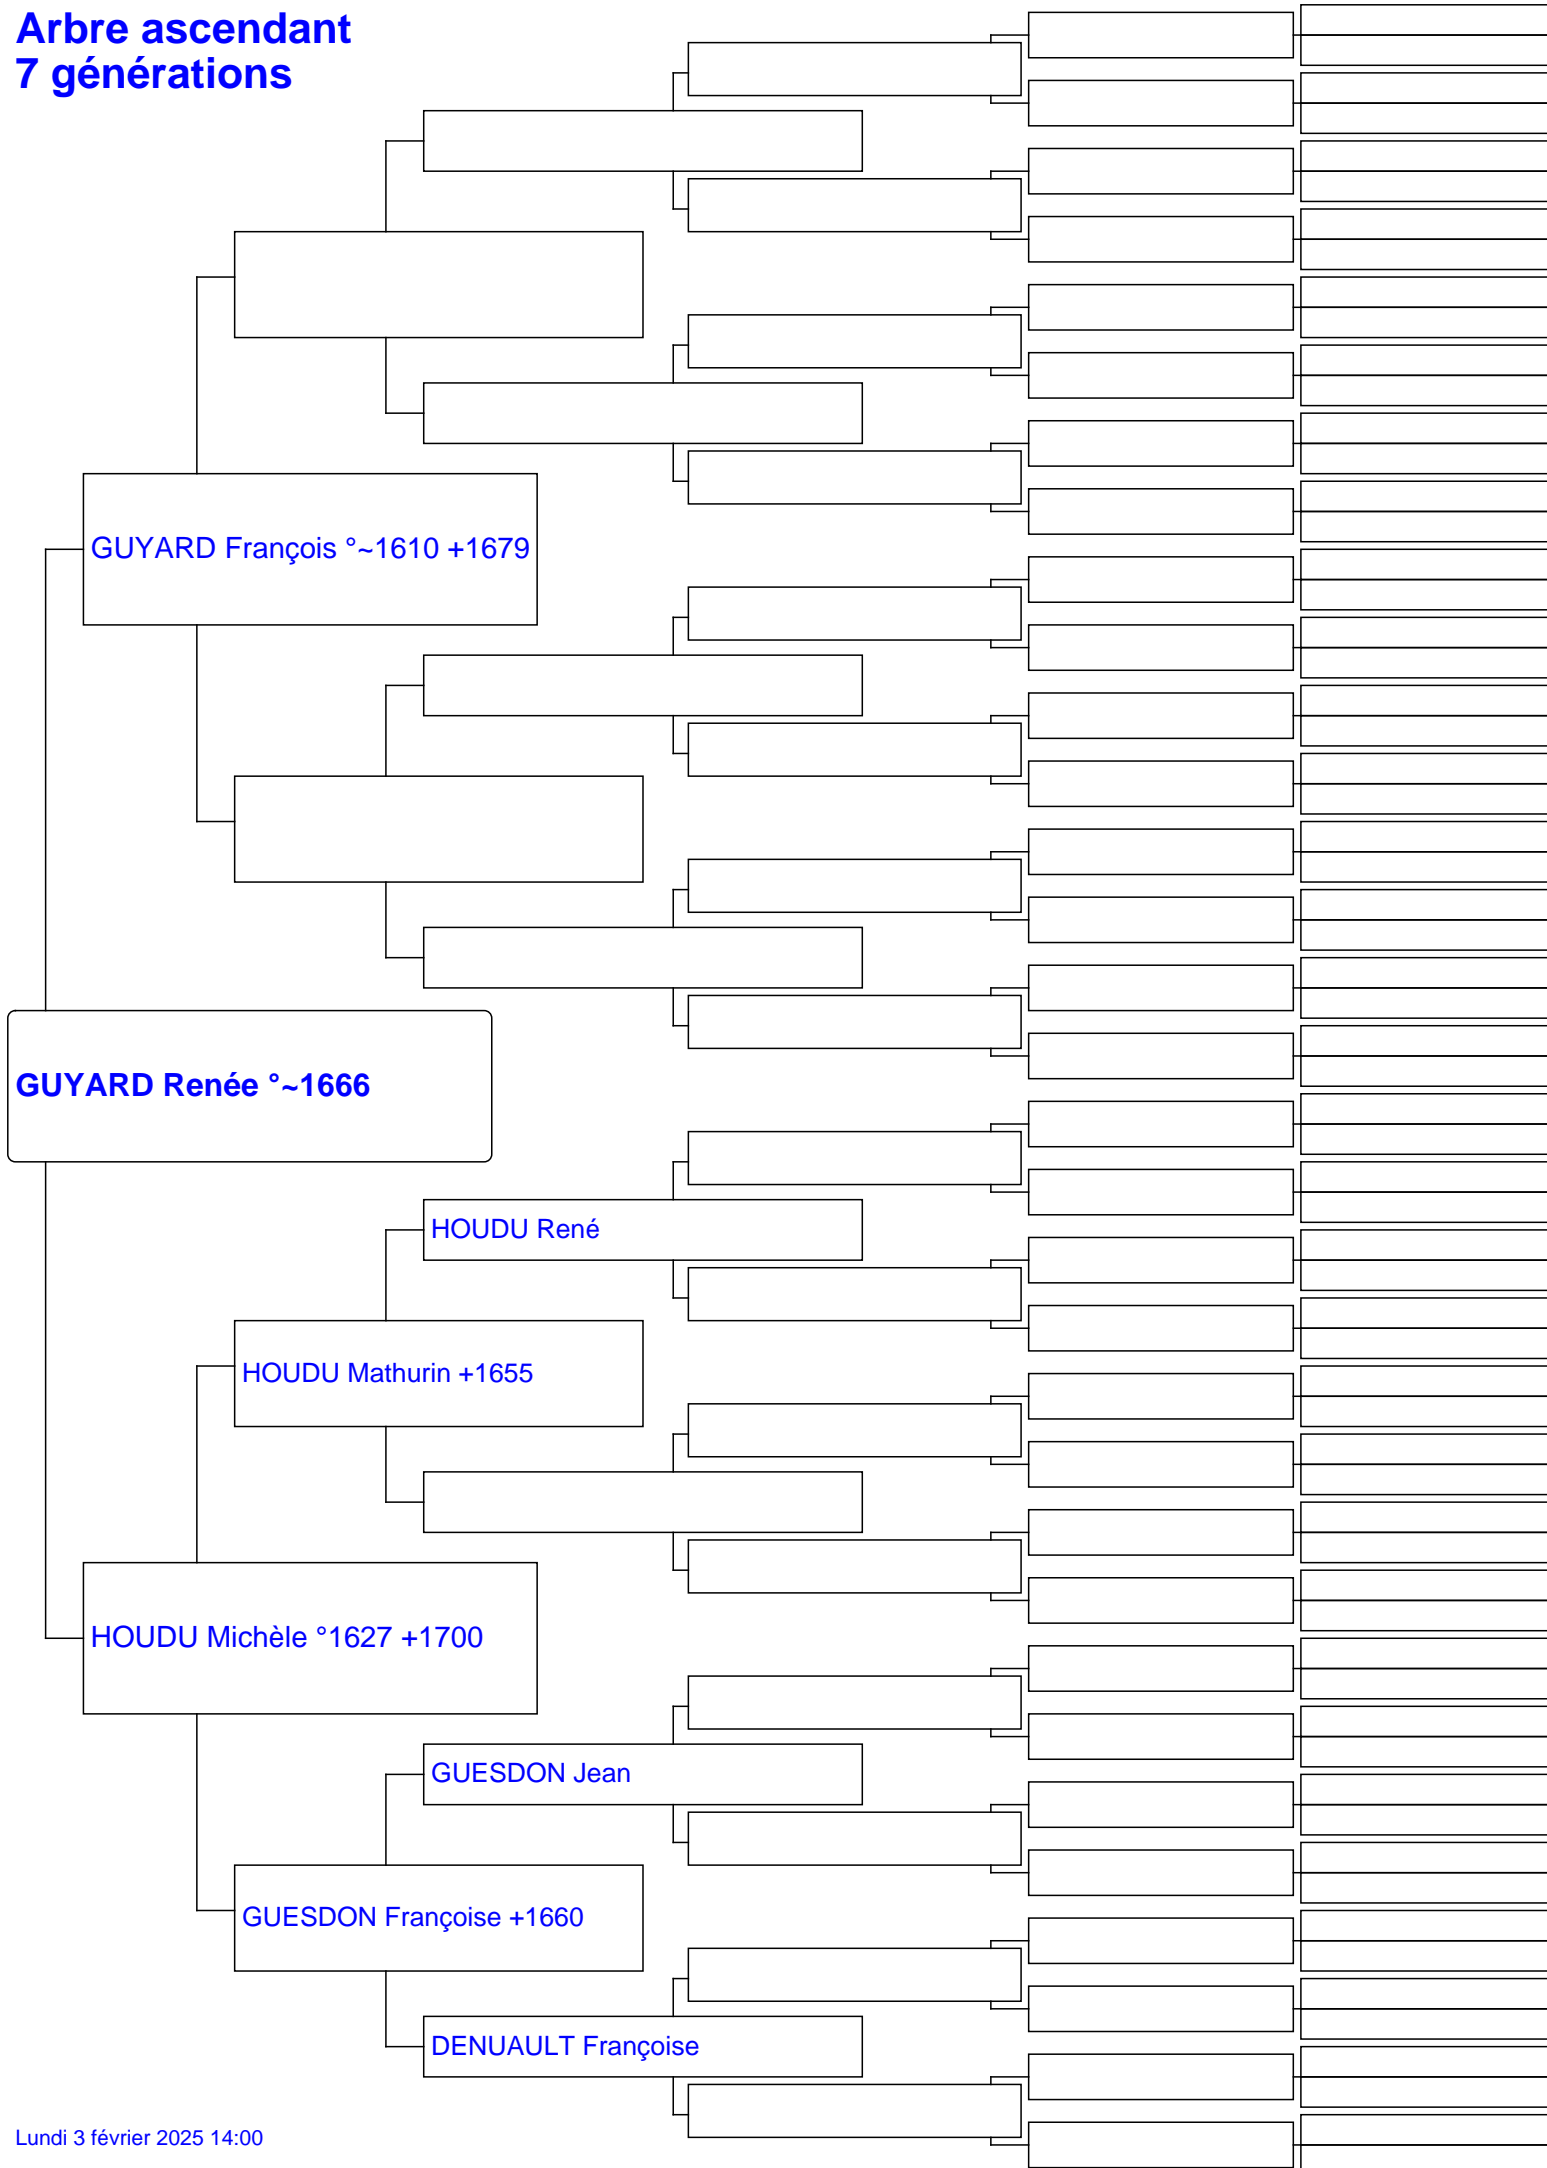 Arbre ascendant
7 générations
GUYARD François °~1610 +1679
GUYARD Renée °~1666
HOUDU René
HOUDU Mathurin +1655
HOUDU Michèle °1627 +1700
GUESDON Jean
GUESDON Françoise +1660
DENUAULT Françoise
Lundi 3 février 2025 14:00